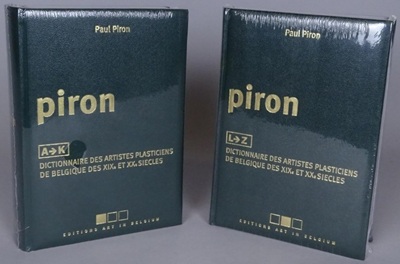 Paul Piron
piron
A→K
DICTIONNAIRE DES ARTISTES PLASTICIENS
DE BELGIQUE DES XIXe ET XXe SIECLES
EDITIONS ART IN BELGIUM
Paul Piron
piron
L→Z
DICTIONNAIRE DES ARTISTES PLASTICIENS
DE BELGIQUE DES XIXe ET XXe SIECLES
EDITIONS ART IN BELGIUM